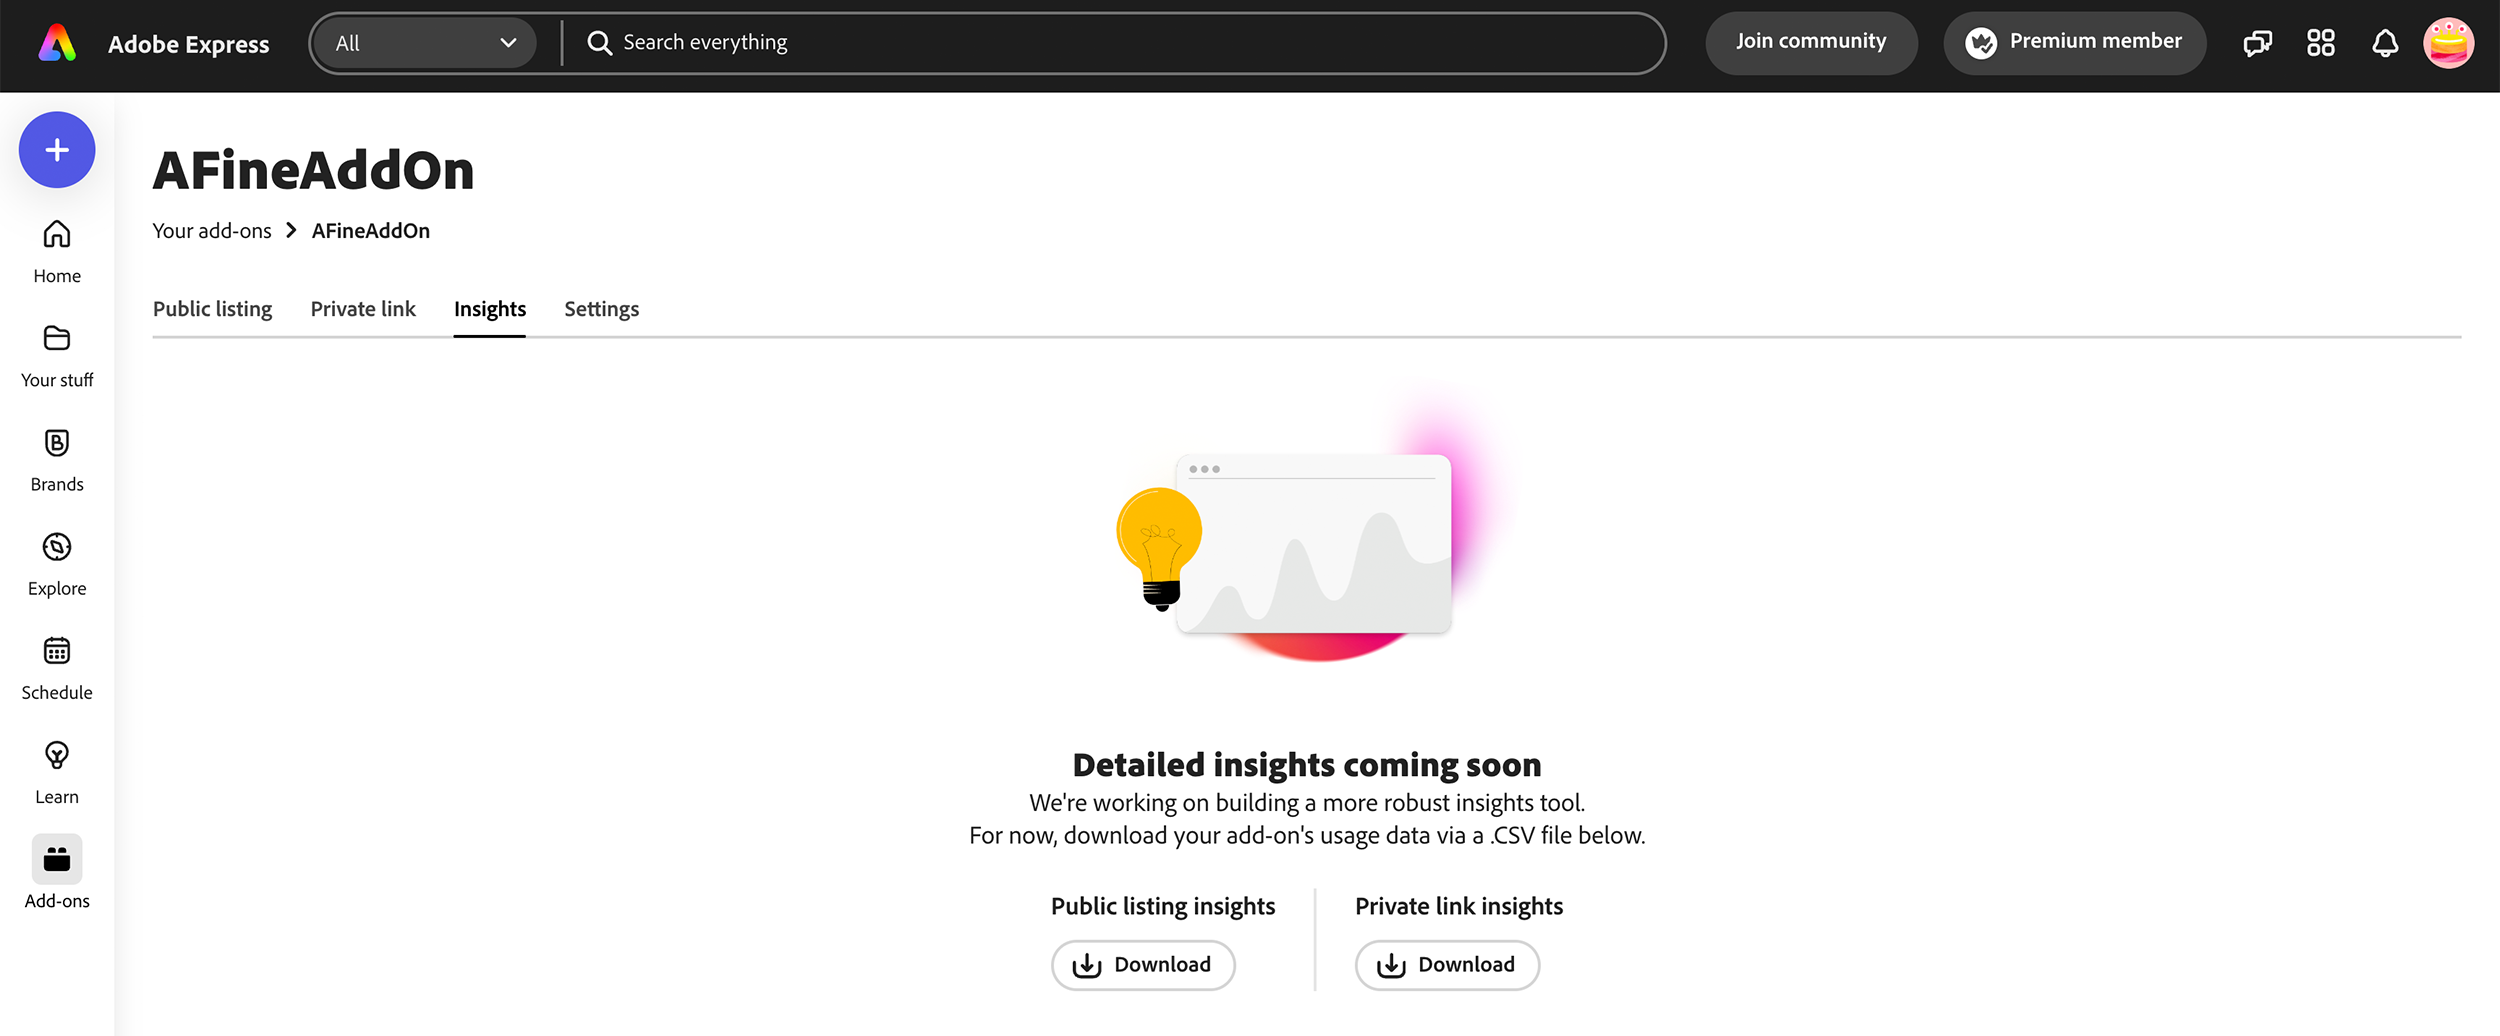 Adobe Express
All
Search everything
Join community
Premium member
Home
Your stuff
Brands
Explore
Schedule
Learn
Add-ons
AFineAddOn
Your add-ons > AFineAddOn
Public listing
Private link
Insights
Settings
Detailed insights coming soon
We're working on building a more robust insights tool.
For now, download your add-on's usage data via a .CSV file below.
Public listing insights
Download
Private link insights
Download